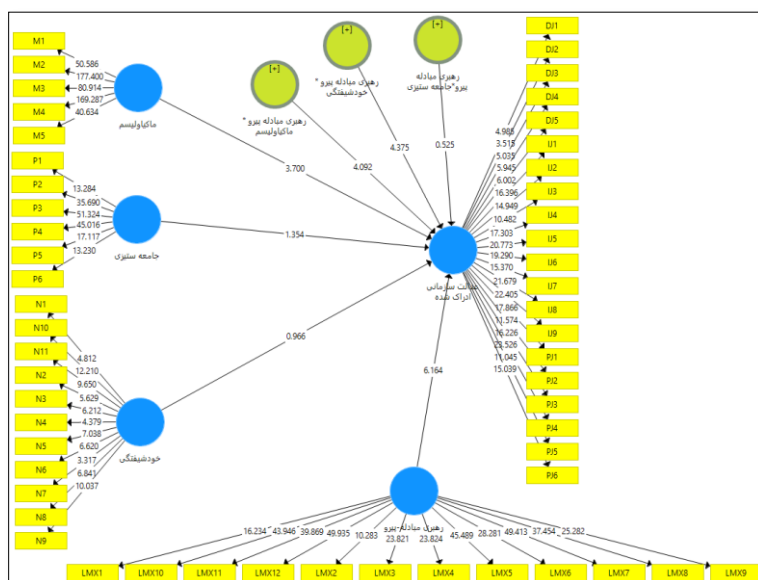 M1
M2
M3
M4
M5
50.586
177.400
80.914
169.287
40.634
ماکیاولیسم
P1
P2
P3
P4
P5
P6
13.284
35.690
51.324
45.016
17.117
13.230
جامعه ستیزی
N1
N10
N11
N2
N3
N4
N5
N6
N7
N8
N9
4.812
12.210
9.650
5.629
6.212
4.379
7.038
6.620
3.317
6.841
10.037
خودشیفتگی
[+]
رهبری مبادله پیرو *
ماکیاولیسم
[+]
رهبری مبادله پیرو *
خودشیفتگی
[+]
رهبری مبادله
پیرو*جامعه ستیزی
4.092
4.375
0.525
3.700
1.354
0.966
6.164
عدالت سازمانی
ادراک شده
4.985
3.515
5.035
5.945
6.002
16.396
14.949
10.482
17.303
20.773
19.290
15.370
21.679
22.405
17.866
11.574
16.226
23.526
11.045
15.039
DJ1
DJ2
DJ3
DJ4
DJ5
IJ1
IJ2
IJ3
IJ4
IJ5
IJ6
IJ7
IJ8
IJ9
PJ1
PJ2
PJ3
PJ4
PJ5
PJ6
رهبری مبادله-پیرو
16.234
43.946
39.869
49.935
10.283
23.821
23.824
45.489
28.281
49.413
37.454
25.282
LMX1
LMX10
LMX11
LMX12
LMX2
LMX3
LMX4
LMX5
LMX6
LMX7
LMX8
LMX9